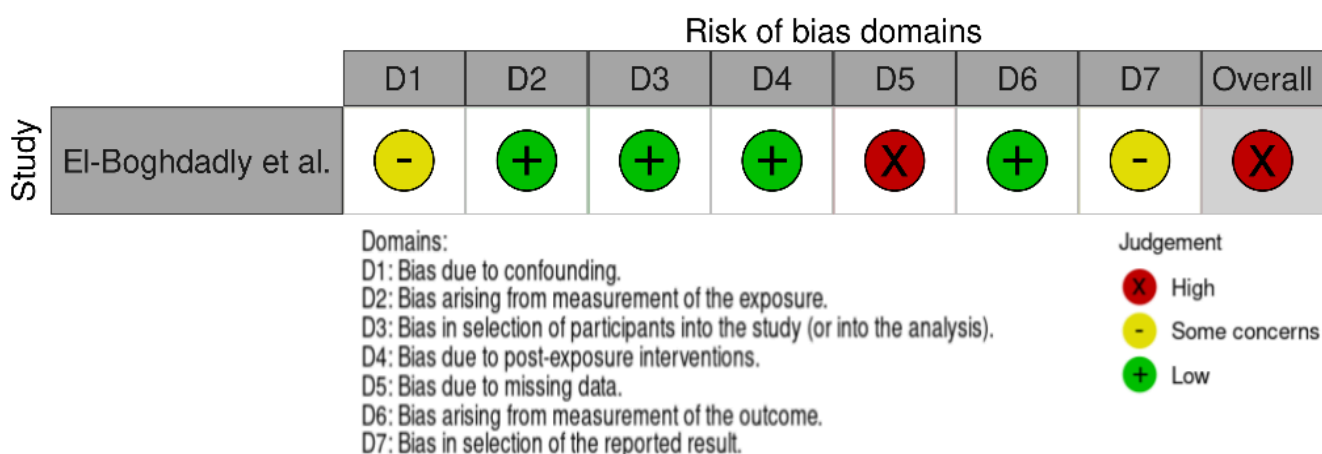 Risk of bias domains
D1 D2 D3 D4 D5 D6 D7 Overall
Study
El-Boghdadly et al. - + + + X + - X
Domains:
D1: Bias due to confounding.
D2: Bias arising from measurement of the exposure.
D3: Bias in selection of participants into the study (or into the analysis).
D4: Bias due to post-exposure interventions.
D5: Bias due to missing data.
D6: Bias arising from measurement of the outcome.
D7: Bias in selection of the reported result.
Judgement
X High
- Some concerns
+ Low